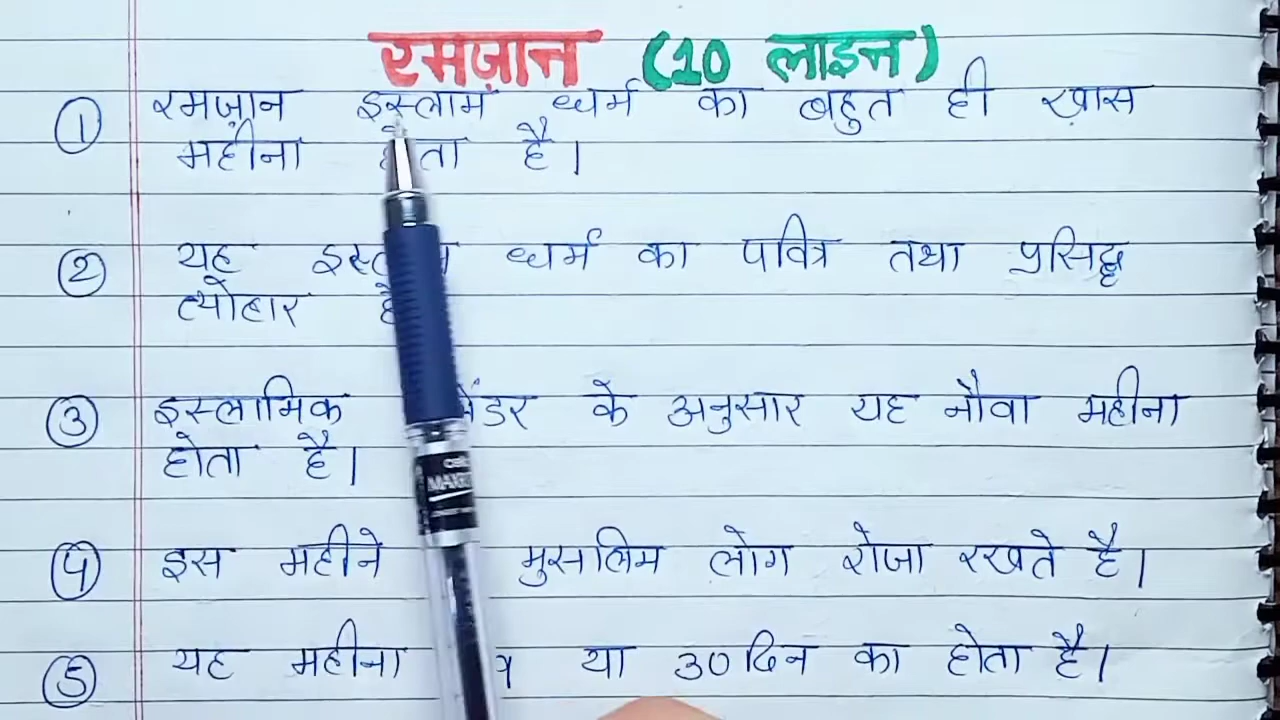 रमज़ान (10 लाइन)
① रमज़ान इस्लाम धर्म का बहुत ही ख़ास
महीना होता है।
② यह धर्म का पवित्र तथा प्रसिद्ध
त्योहार
③ इस्लामिक के अनुसार यह नौवा महीना
होता है।
④ इस महीने मुसलिम लोग रोजा रखते है।
⑤ यह महीना या 30 दिन का होता है।